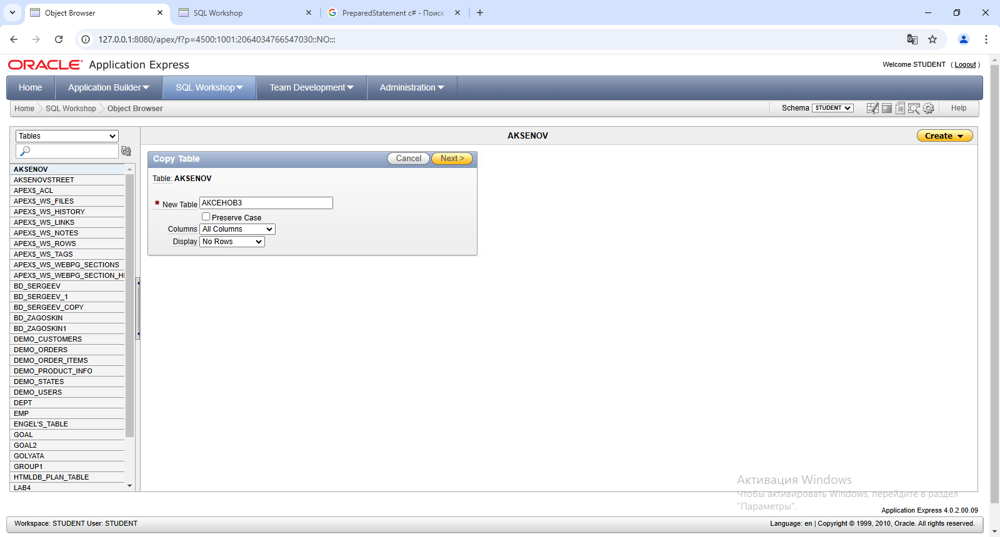 Object Browser
SQL Workshop
PreparedStatement c# - Поиск
127.0.0.1:8080/apex/f?p=4500:1001:2064034766547030::NO:::
ORACLE Application Express
Welcome STUDENT ( Logout )
Home
Application Builder
SQL Workshop
Team Development
Administration
Home
SQL Workshop
Object Browser
Schema STUDENT
Help
Tables
AKSENOV
AKSENOVSTREET
APEX$_ACL
APEX$_WS_FILES
APEX$_WS_HISTORY
APEX$_WS_LINKS
APEX$_WS_NOTES
APEX$_WS_ROWS
APEX$_WS_TAGS
APEX$_WS_WEBPG_SECTIONS
APEX$_WS_WEBPG_SECTION_HI
BD_SERGEEV
BD_SERGEEV_1
BD_SERGEEV_COPY
BD_ZAGOSKIN
BD_ZAGOSKIN1
DEMO_CUSTOMERS
DEMO_ORDERS
DEMO_ORDER_ITEMS
DEMO_PRODUCT_INFO
DEMO_STATES
DEMO_USERS
DEPT
EMP
ENGEL'S_TABLE
GOAL
GOAL2
GOLYATA
GROUP1
HTMLDB_PLAN_TABLE
LAB4
AKSENOV
Create
Copy Table
Cancel
Next >
Table: AKSENOV
* New Table АКСЕНОВ3
Preserve Case
Columns All Columns
Display No Rows
Активация Windows
Чтобы активировать Windows, перейдите в раздел
"Параметры".
Application Express 4.0.2.00.09
Workspace: STUDENT User: STUDENT
Language: en | Copyright © 1999, 2010, Oracle. All rights reserved.